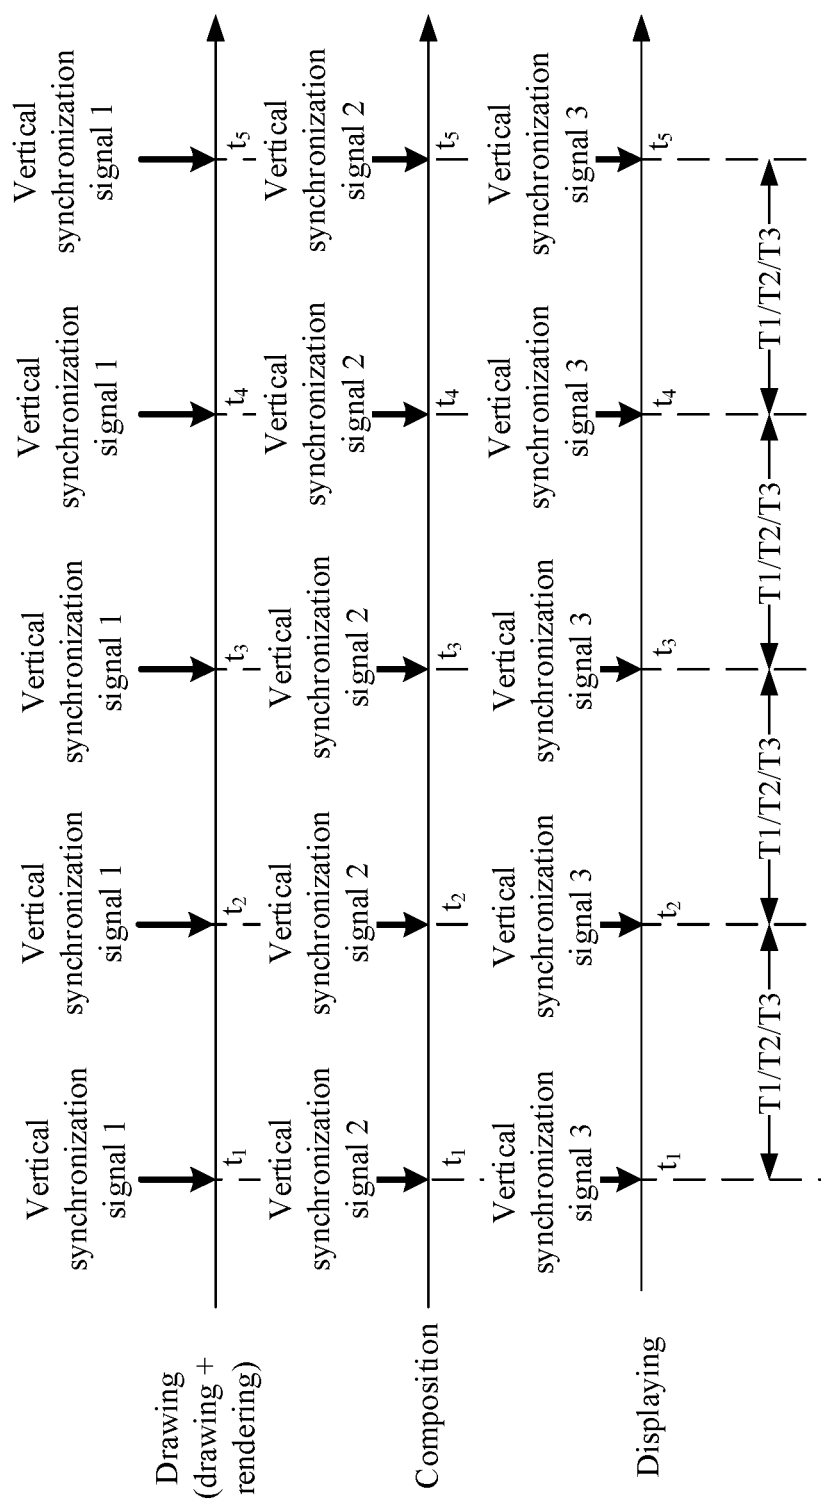 Vertical
synchronization
signal 1
Vertical
synchronization
signal 1
Vertical
synchronization
signal 1
Vertical
synchronization
signal 1
Vertical
synchronization
signal 1
Drawing
(drawing +
rendering)
t1
t2
t3
t4
t5
Vertical
synchronization
signal 2
Vertical
synchronization
signal 2
Vertical
synchronization
signal 2
Vertical
synchronization
signal 2
Vertical
synchronization
signal 2
Composition
t1
t2
t3
t4
t5
Vertical
synchronization
signal 3
Vertical
synchronization
signal 3
Vertical
synchronization
signal 3
Vertical
synchronization
signal 3
Vertical
synchronization
signal 3
Displaying
t1
t2
t3
t4
t5
T1/T2/T3
T1/T2/T3
T1/T2/T3
T1/T2/T3